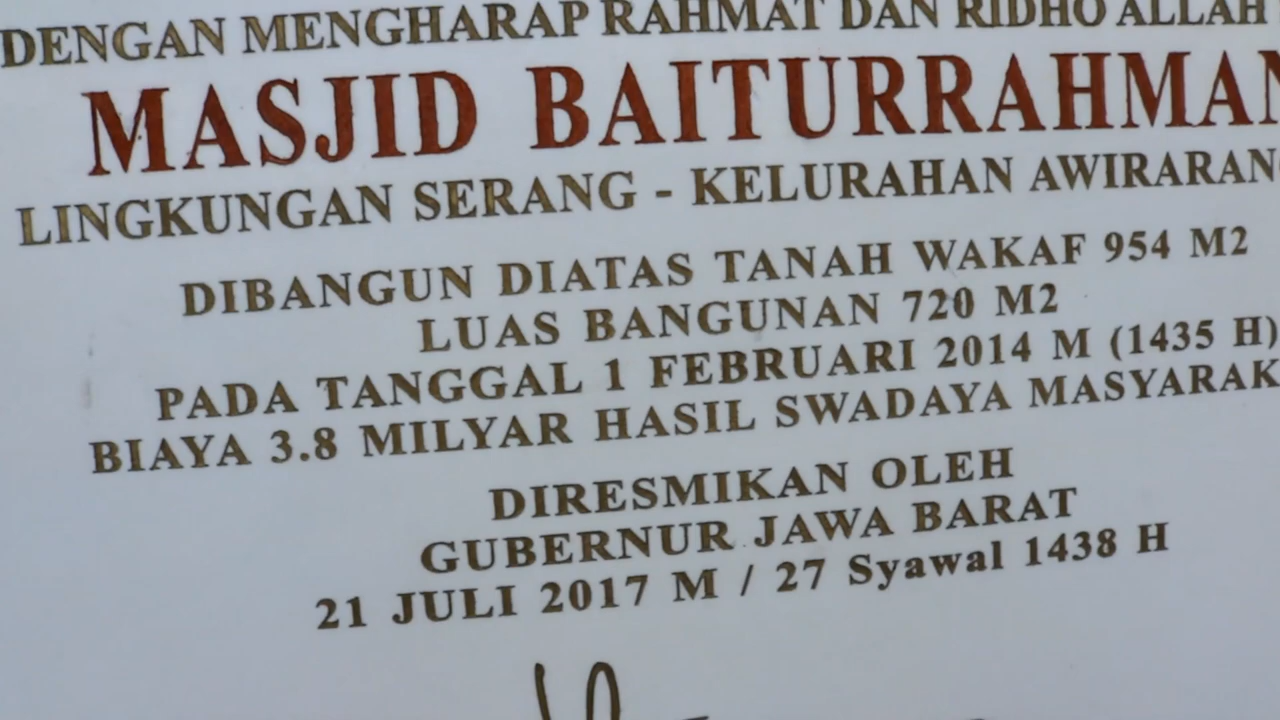 DENGAN MENGHARAP RAHMAT DAN RIDHO ALLAH
MASJID BAITURRAHMAN
LINGKUNGAN SERANG - KELURAHAN AWIRARAN
DIBANGUN DIATAS TANAH WAKAF 954 M2
LUAS BANGUNAN 720 M2
PADA TANGGAL 1 FEBRUARI 2014 M (1435 H)
BIAYA 3.8 MILYAR HASIL SWADAYA MASYARAK
DIRESMIKAN OLEH
GUBERNUR JAWA BARAT
21 JULI 2017 M / 27 Syawal 1438 H